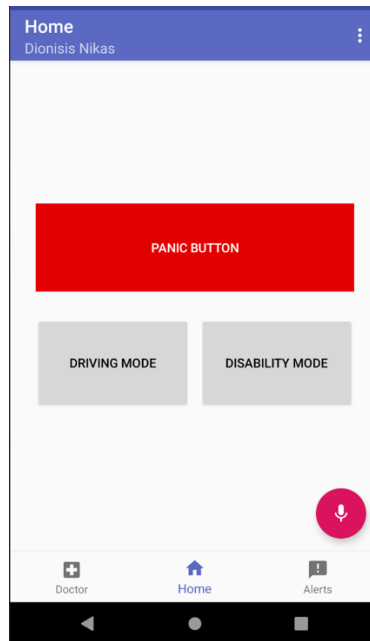 Home
Dionisis Nikas
PANIC BUTTON
DRIVING MODE
DISABILITY MODE
Doctor
Home
Alerts